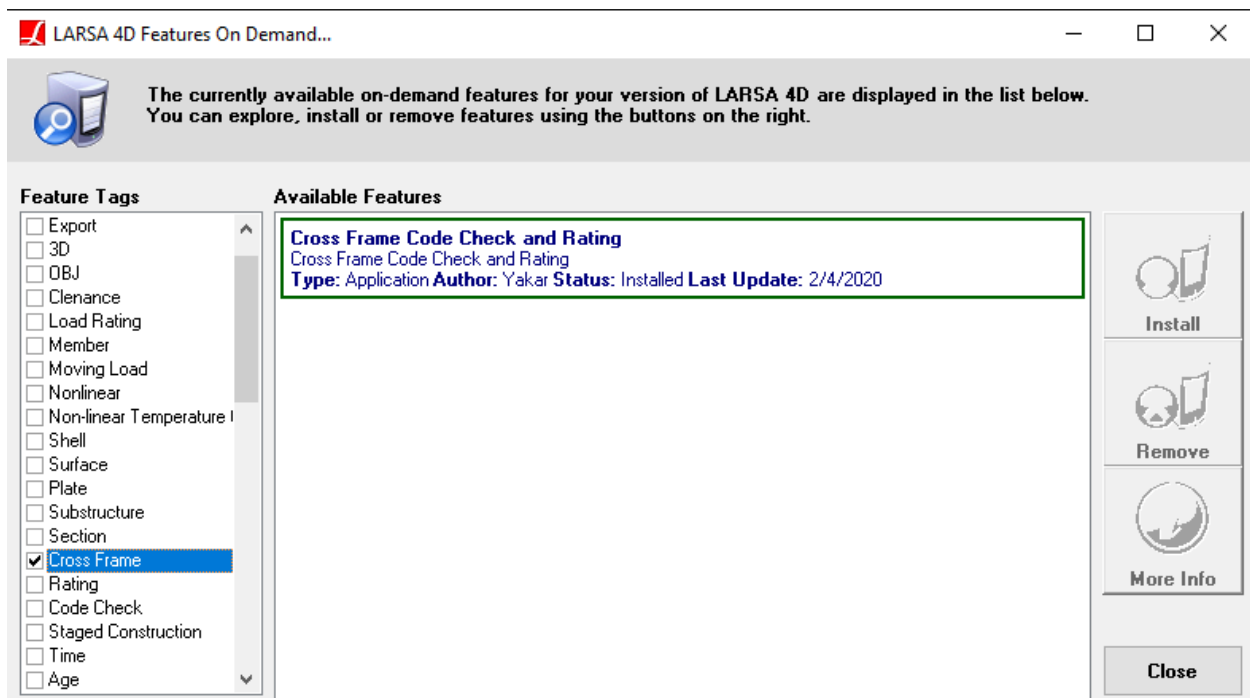 LARSA 4D Features On Demand...
The currently available on-demand features for your version of LARSA 4D are displayed in the list below.
You can explore, install or remove features using the buttons on the right.
Feature Tags
Export
3D
OBJ
Clenance
Load Rating
Member
Moving Load
Nonlinear
Non-linear Temperature
Shell
Surface
Plate
Substructure
Section
Cross Frame
Rating
Code Check
Staged Construction
Time
Age
Available Features
Cross Frame Code Check and Rating
Cross Frame Code Check and Rating
Type: Application Author: Yakar Status: Installed Last Update: 2/4/2020
Install
Remove
More Info
Close